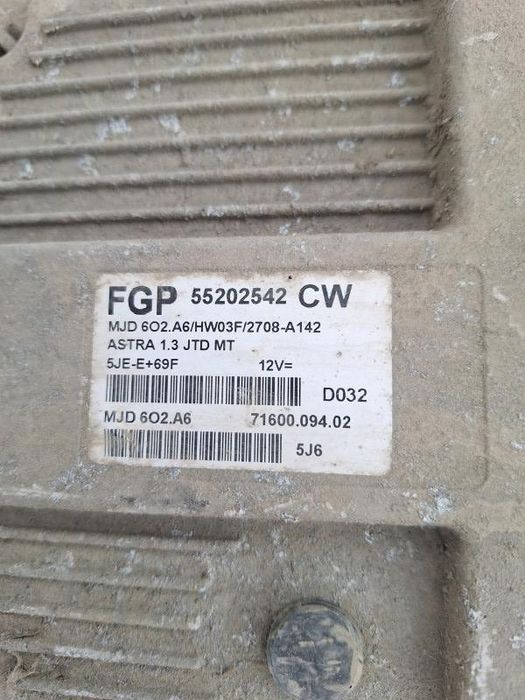 FGP 55202542 CW
MJD 6O2.A6/HW03F/2708-A142
ASTRA 1.3 JTD MT
5JE-E+69F 12V=
D032
MJD 6O2.A6 71600.094.02
5J6